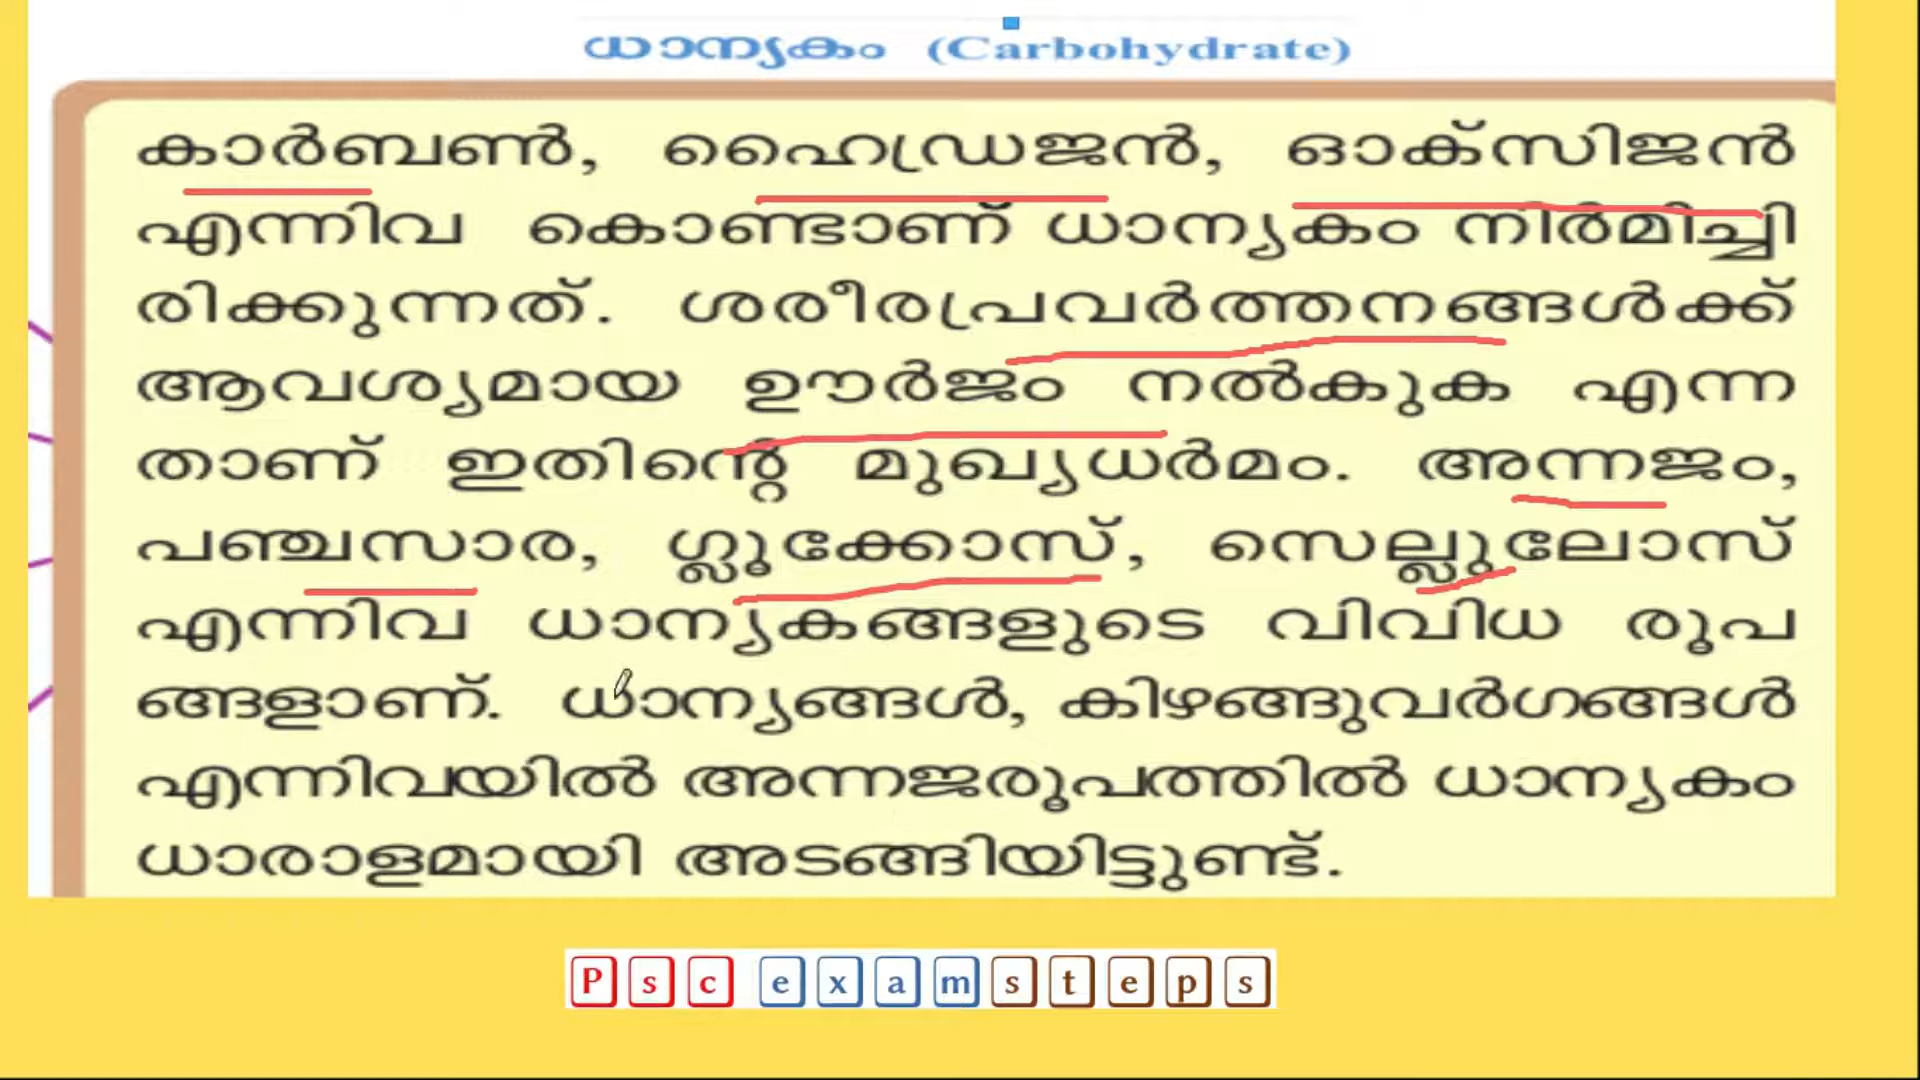 ധാന്യകം (Carbohydrate)
കാർബൺ, ഹൈഡ്രജൻ, ഓക്സിജൻ
എന്നിവ കൊണ്ടാണ് ധാന്യകം നിർമിച്ചി
രിക്കുന്നത്. ശരീരപ്രവർത്തനങ്ങൾക്ക്
ആവശ്യമായ ഊർജം നൽകുക എന്ന
താണ് ഇതിന്റെ മുഖ്യധർമം. അന്നജം,
പഞ്ചസാര, ഗ്ലൂക്കോസ്, സെല്ലുലോസ്
എന്നിവ ധാന്യകങ്ങളുടെ വിവിധ രൂപ
ങ്ങളാണ്. ധാന്യങ്ങൾ, കിഴങ്ങുവർഗങ്ങൾ
എന്നിവയിൽ അന്നജരൂപത്തിൽ ധാന്യകം
ധാരാളമായി അടങ്ങിയിട്ടുണ്ട്.
Psc examsteps